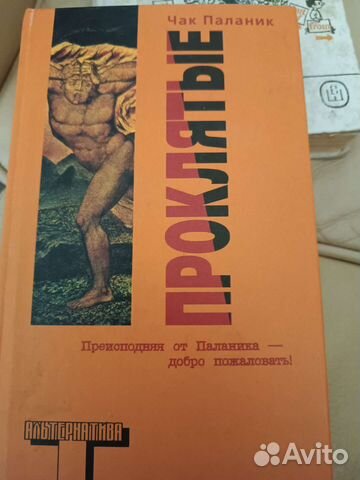 Чак Паланик
ПРОКЛЯТЫЕ
Преисподняя от Паланика —
добро пожаловать!
АЛЬТЕРНАТИВА
Avito